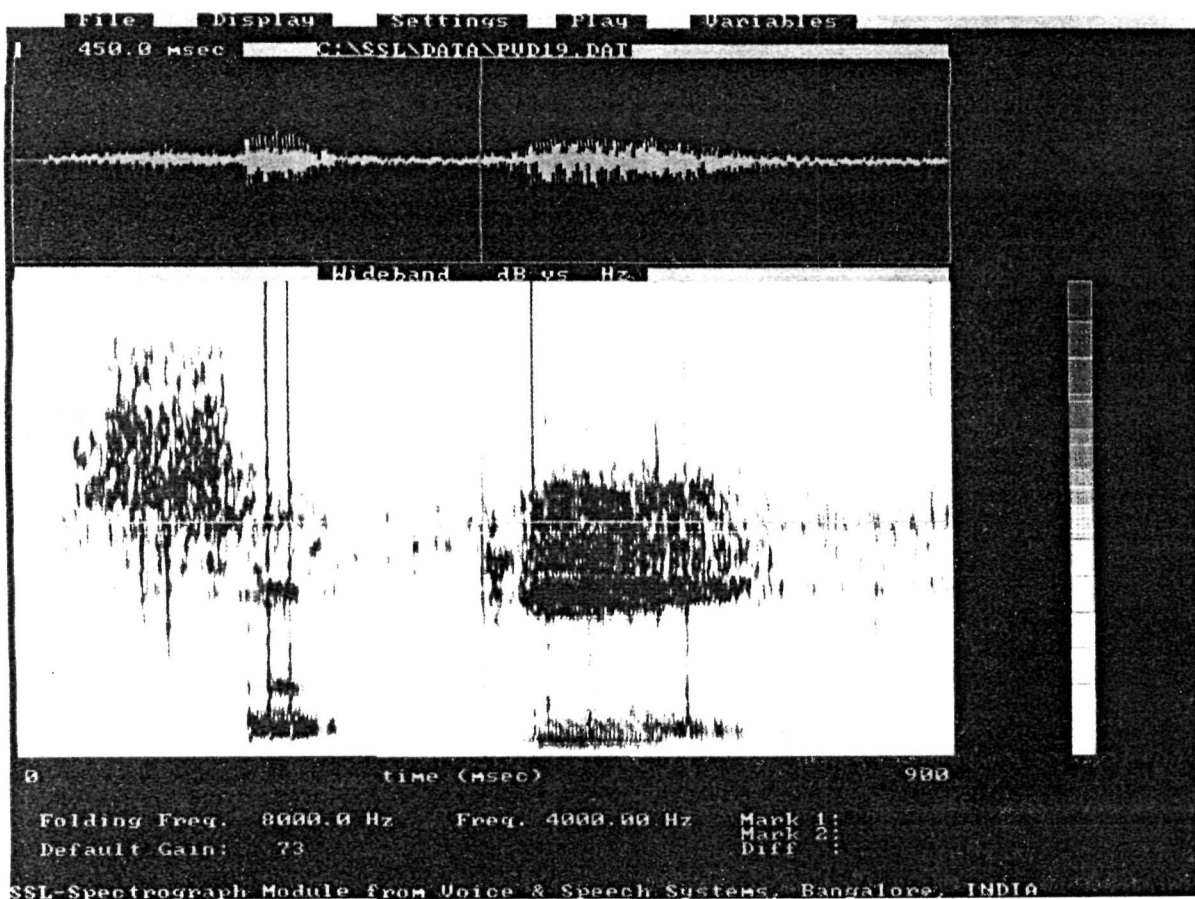 File Display Settings Play Variables
450.0 msec C:\SSL\DATA\PVD19.DAT
Wideband dB vs Hz
0 time (msec) 900
Folding Freq. 8000.0 Hz Freq. 4000.00 Hz Mark 1:
Mark 2:
Default Gain: 73 Diff :
SSL-Spectrograph Module from Voice & Speech Systems, Bangalore, INDIA